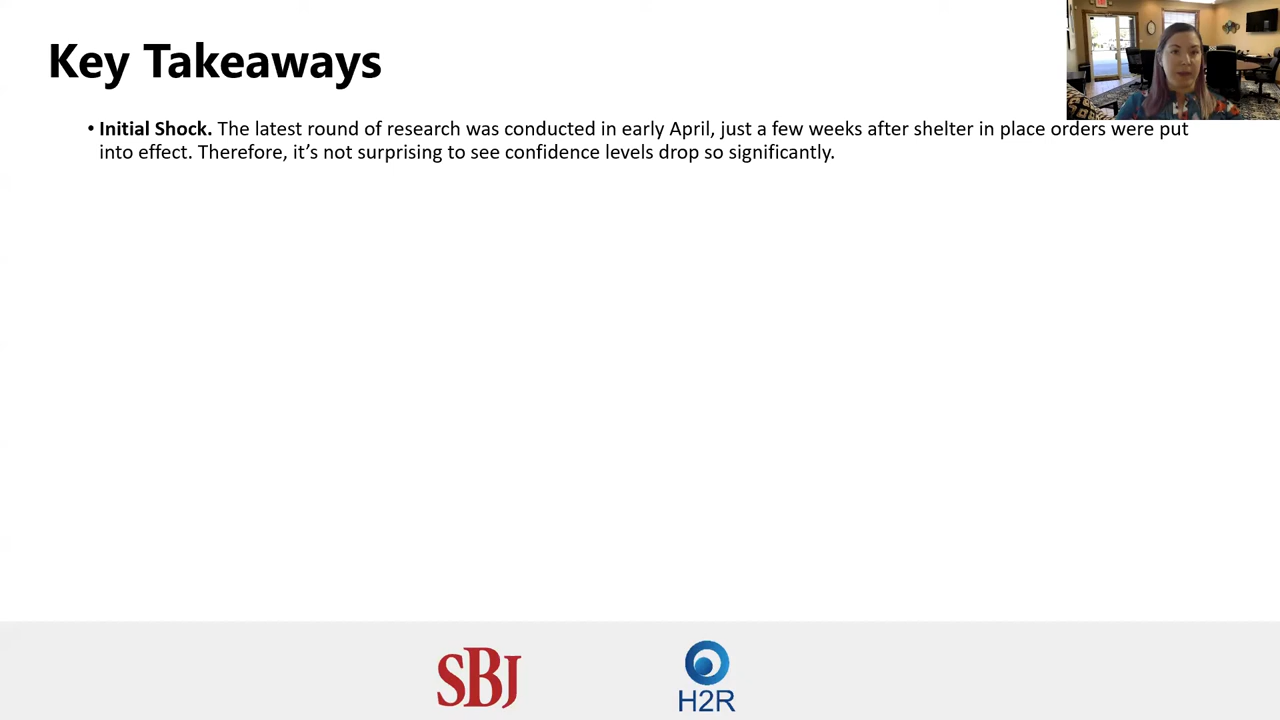 Key Takeaways
• Initial Shock. The latest round of research was conducted in early April, just a few weeks after shelter in place orders were put
into effect. Therefore, it’s not surprising to see confidence levels drop so significantly.
SBJ
H2R